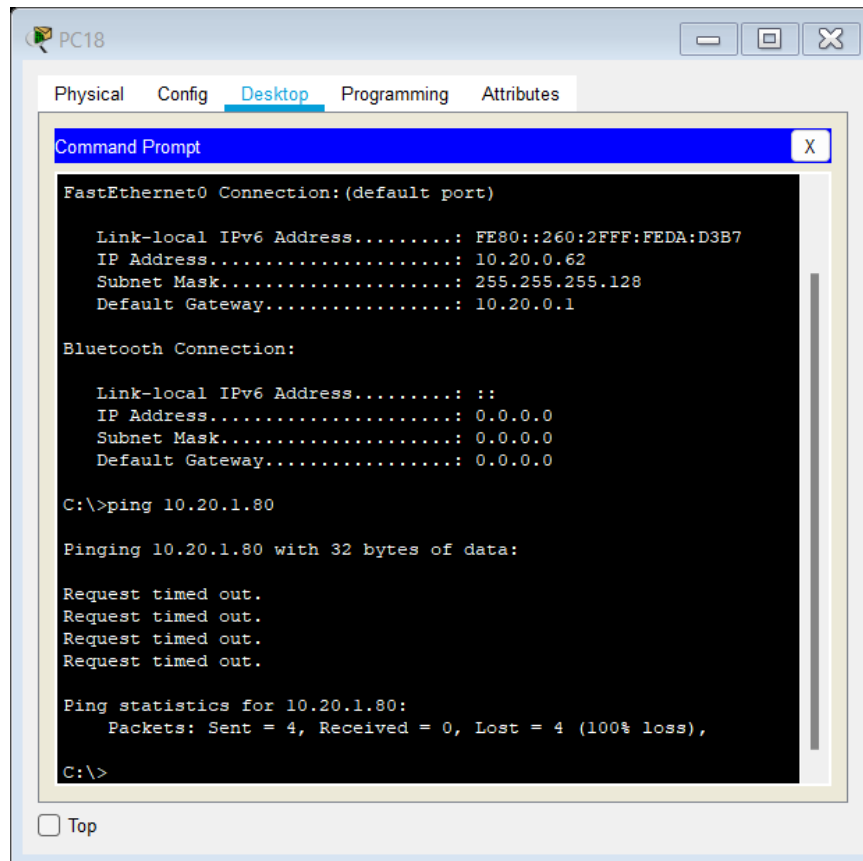 PC18
Physical Config Desktop Programming Attributes
Command Prompt
X
FastEthernet0 Connection:(default port)
Link-local IPv6 Address.........: FE80::260:2FFF:FEDA:D3B7
IP Address......................: 10.20.0.62
Subnet Mask.....................: 255.255.255.128
Default Gateway.................: 10.20.0.1
Bluetooth Connection:
Link-local IPv6 Address.........: ::
IP Address......................: 0.0.0.0
Subnet Mask.....................: 0.0.0.0
Default Gateway.................: 0.0.0.0
C:\>ping 10.20.1.80
Pinging 10.20.1.80 with 32 bytes of data:
Request timed out.
Request timed out.
Request timed out.
Request timed out.
Ping statistics for 10.20.1.80:
Packets: Sent = 4, Received = 0, Lost = 4 (100% loss),
C:\>
Top